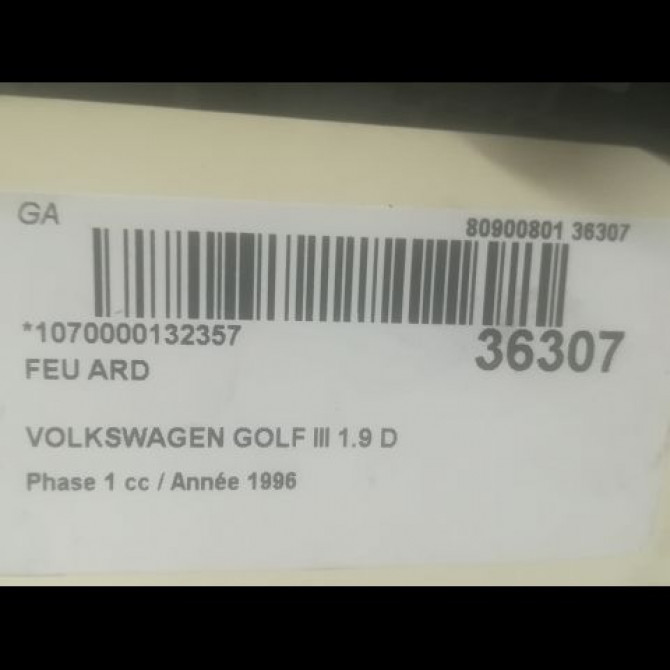 GA
80900801 36307
*1070000132357
36307
FEU ARD
VOLKSWAGEN GOLF III 1.9 D
Phase 1 cc / Année 1996